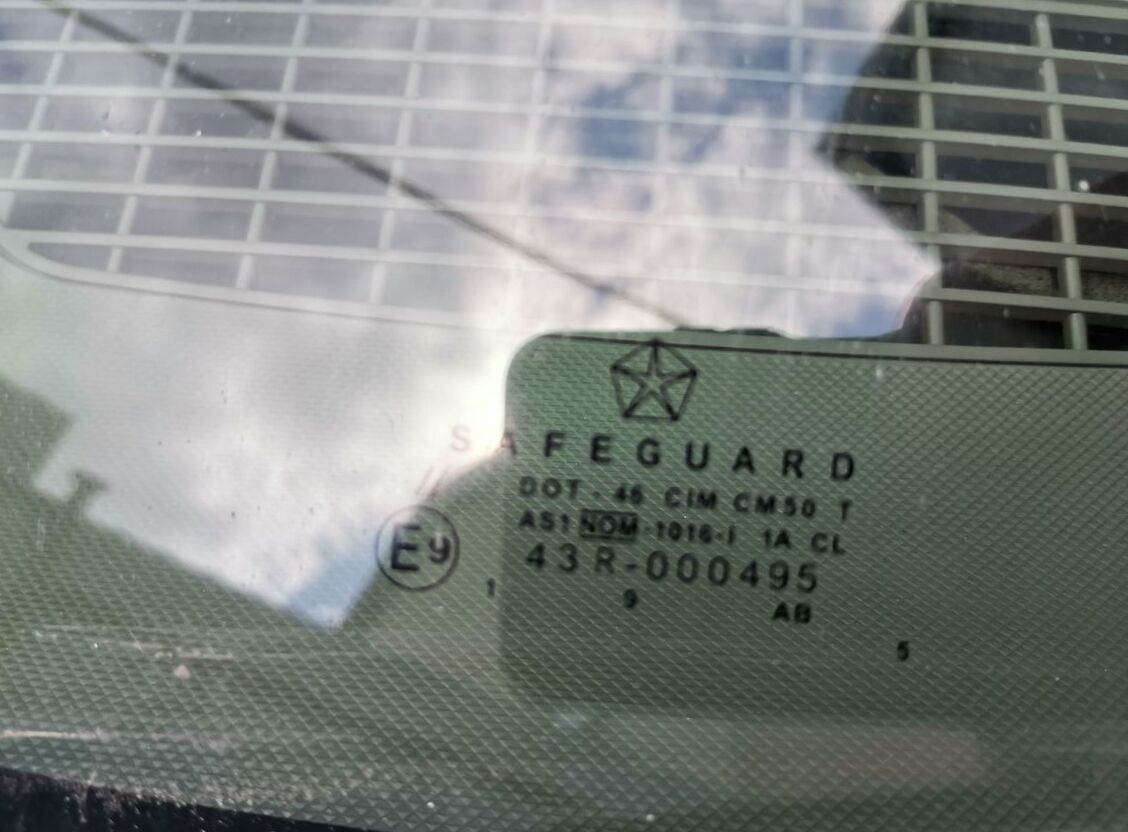 SAFEGUARD
DOT - 46 CIM CM50 T
AS1 NOM-1016-I 1A CL
E9 43R-000495
1 9 AB
5